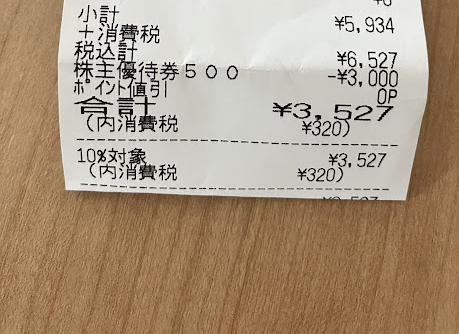 小計 ¥5,934
+消費税
税込計 ¥6,527
株主優待券500 -¥3,000
ポイント値引 0P
合計 ¥3,527
(内消費税 ¥320)
10%対象 ¥3,527
(内消費税 ¥320)